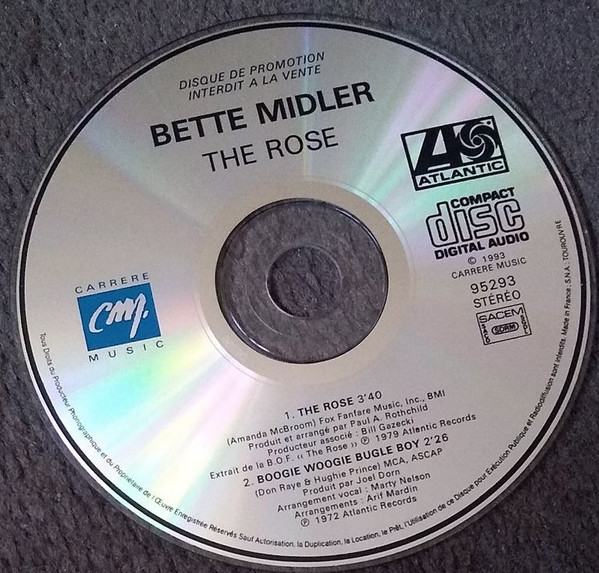 DISQUE DE PROMOTION
INTERDIT A LA VENTE
BETTE MIDLER
THE ROSE
ATLANTIC
COMPACT
disc
DIGITAL AUDIO
© 1993
CARRERE MUSIC
95293
STÉRÉO
SACEM
SACD
SDRM
SGDL
CARRERE
cm.
MUSIC
1. THE ROSE 3'40
(Amanda McBroom) Fox Fanfare Music, Inc., BMI
Produit et arrangé par Paul A. Rothchild
Producteur associé : Bill Gazecki
Extrait de la B.O.F. « The Rose » ℗ 1979 Atlantic Records
2. BOOGIE WOOGIE BUGLE BOY 2'26
(Don Raye & Hughie Prince) MCA, ASCAP
Produit par Joel Dorn
Arrangement vocal : Marty Nelson
Arrangements : Arif Mardin
℗ 1972 Atlantic Records
Tous Droits du Producteur Phonographique et du Propriétaire de l'Œuvre Enregistrée Réservés Sauf Autorisation, la Duplication, la Location, le Prêt, l'Utilisation de ce Disque pour Exécution Publique et Radiodiffusion sont interdits. Made in France : S.N.A : TOUROUVRE